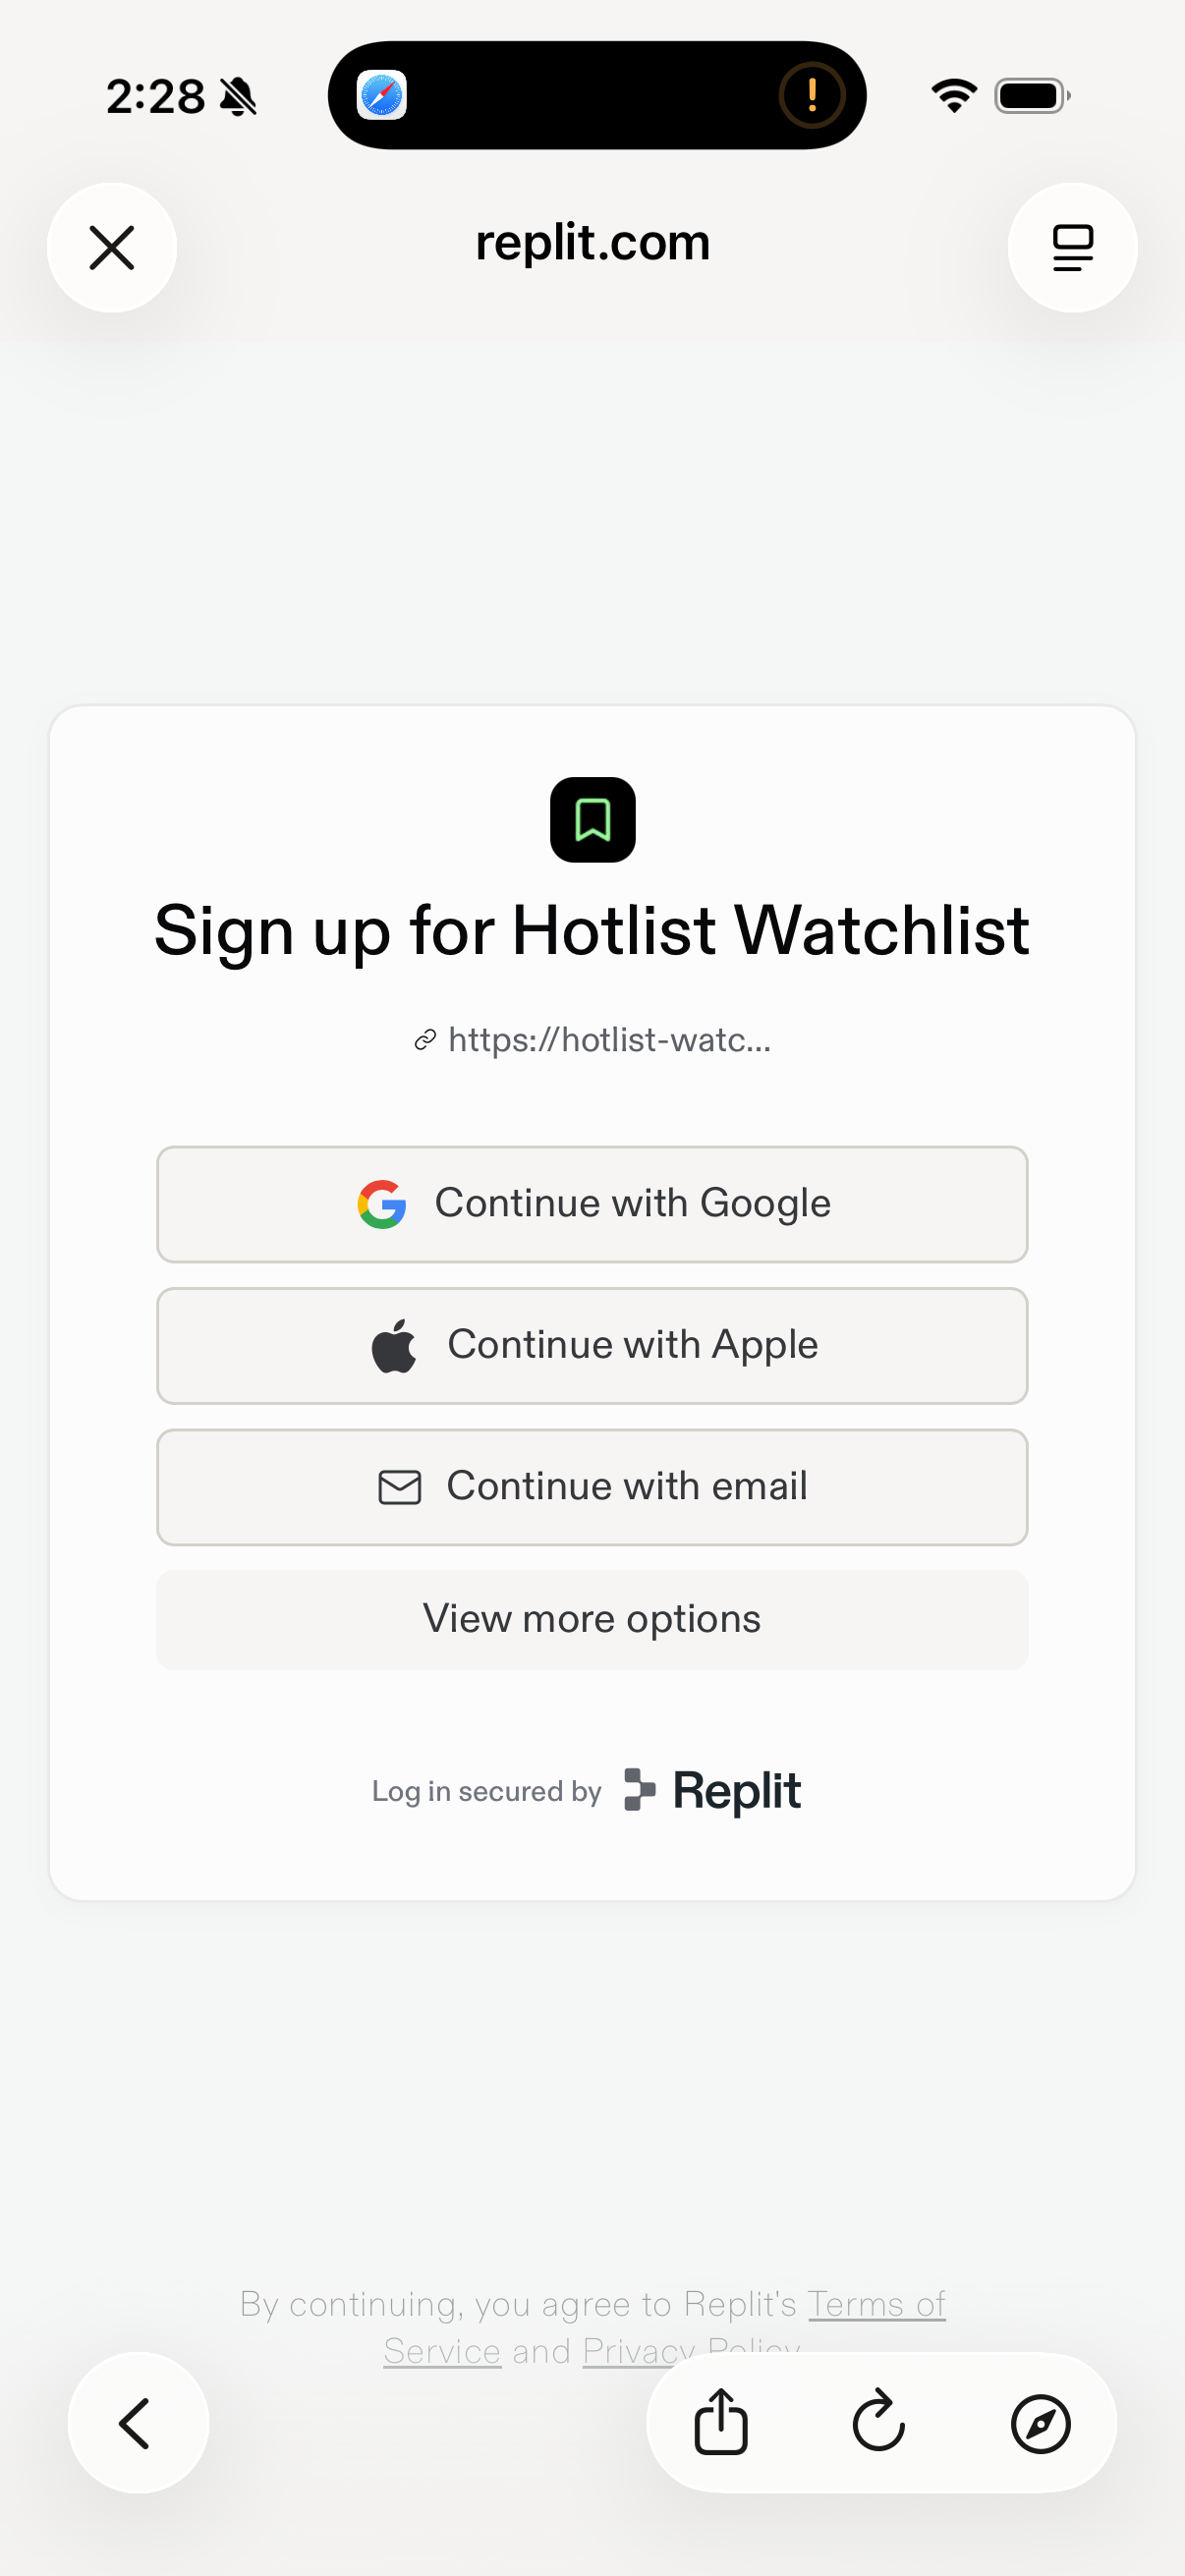 2:28
replit.com
Sign up for Hotlist Watchlist
https://hotlist-watc...
Continue with Google
Continue with Apple
Continue with email
View more options
Log in secured by Replit
By continuing, you agree to Replit's Terms of
Service and Privacy Policy